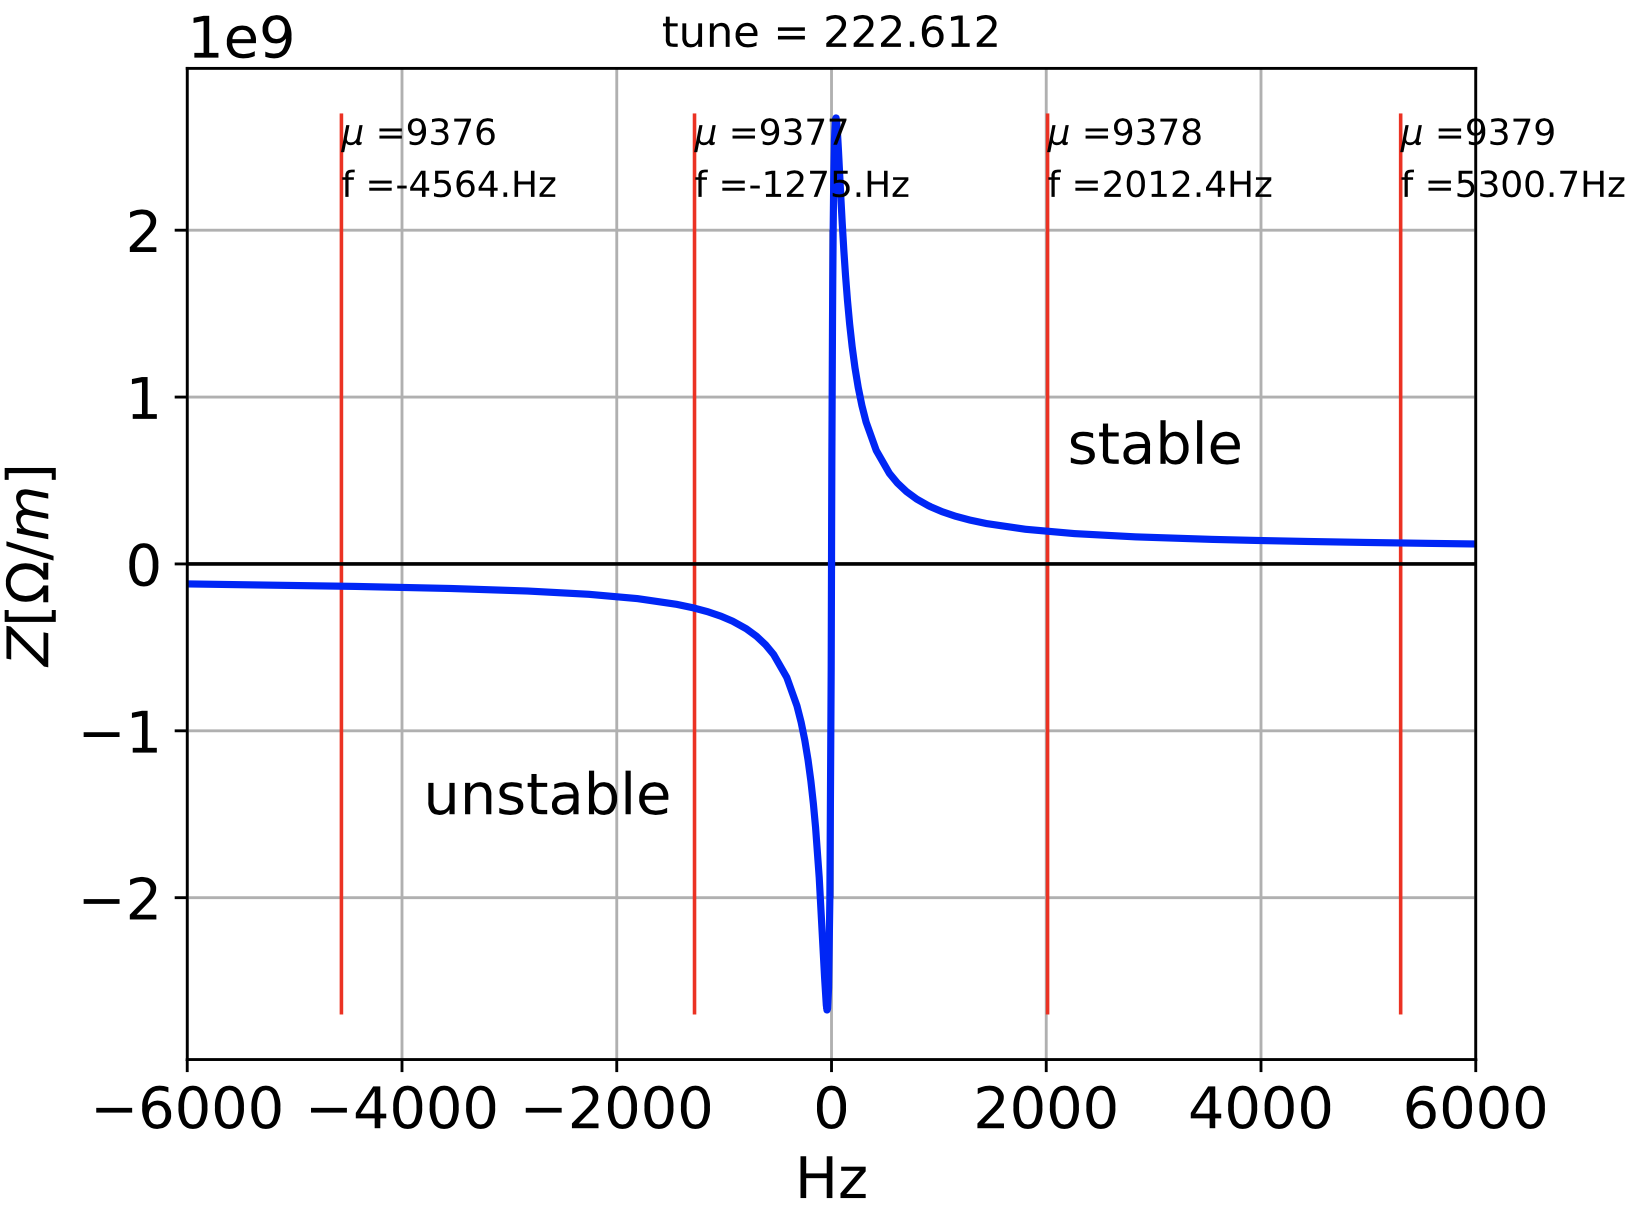 1e9
tune = 222.612
μ =9376
f =-4564.Hz
μ =9377
f =-1275.Hz
μ =9378
f =2012.4Hz
μ =9379
f =5300.7Hz
2
1
0
−1
−2
Z[Ω/m]
stable
unstable
−6000 −4000 −2000 0 2000 4000 6000
Hz